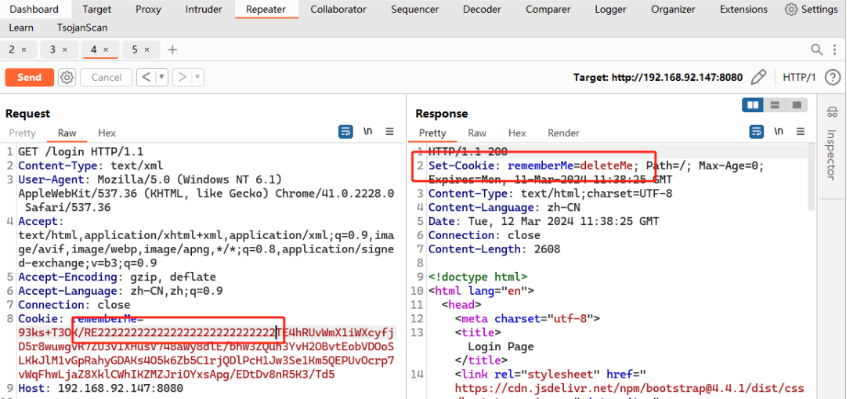 Dashboard Target Proxy Intruder Repeater Collaborator Sequencer Decoder Comparer Logger Organizer Extensions Settings
Learn TsojanScan
2 × 3 × 4 × 5 × +
Send Cancel < > Target: http://192.168.92.147:8080 HTTP/1 ?
Request
Pretty Raw Hex \n
1 GET /login HTTP/1.1
2 Content-Type: text/xml
3 User-Agent: Mozilla/5.0 (Windows NT 6.1)
AppleWebKit/537.36 (KHTML, like Gecko) Chrome/41.0.2228.0
Safari/537.36
4 Accept:
text/html,application/xhtml+xml,application/xml;q=0.9,ima
ge/avif,image/webp,image/apng,*/*;q=0.8,application/signe
d-exchange;v=b3;q=0.9
5 Accept-Encoding: gzip, deflate
6 Accept-Language: zh-CN,zh;q=0.9
7 Connection: close
8 Cookie: rememberMe=
9 Host: 192.168.92.147:8080
Response
Pretty Raw Hex Render \n
1 HTTP/1.1 200
2 Set-Cookie: rememberMe=deleteMe; Path=/; Max-Age=0;
Expires=Mon, 11-Mar-2024 11:38:25 GMT
3 Content-Type: text/html;charset=UTF-8
4 Content-Language: zh-CN
5 Date: Tue, 12 Mar 2024 11:38:25 GMT
6 Connection: close
7 Content-Length: 2608
8
9 <!doctype html>
10 <html lang="en">
11 <head>
12 <meta charset="utf-8">
13 <title>
Login Page
</title>
14 <link rel="stylesheet" href="
https://cdn.jsdelivr.net/npm/bootstrap@4.4.1/dist/css
Inspector